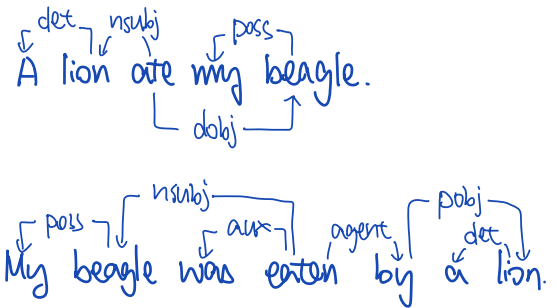 det nsubj poss
A lion ate my beagle.
dobj
nsubj pobj
poss aux agent det
My beagle was eaten by a lion.